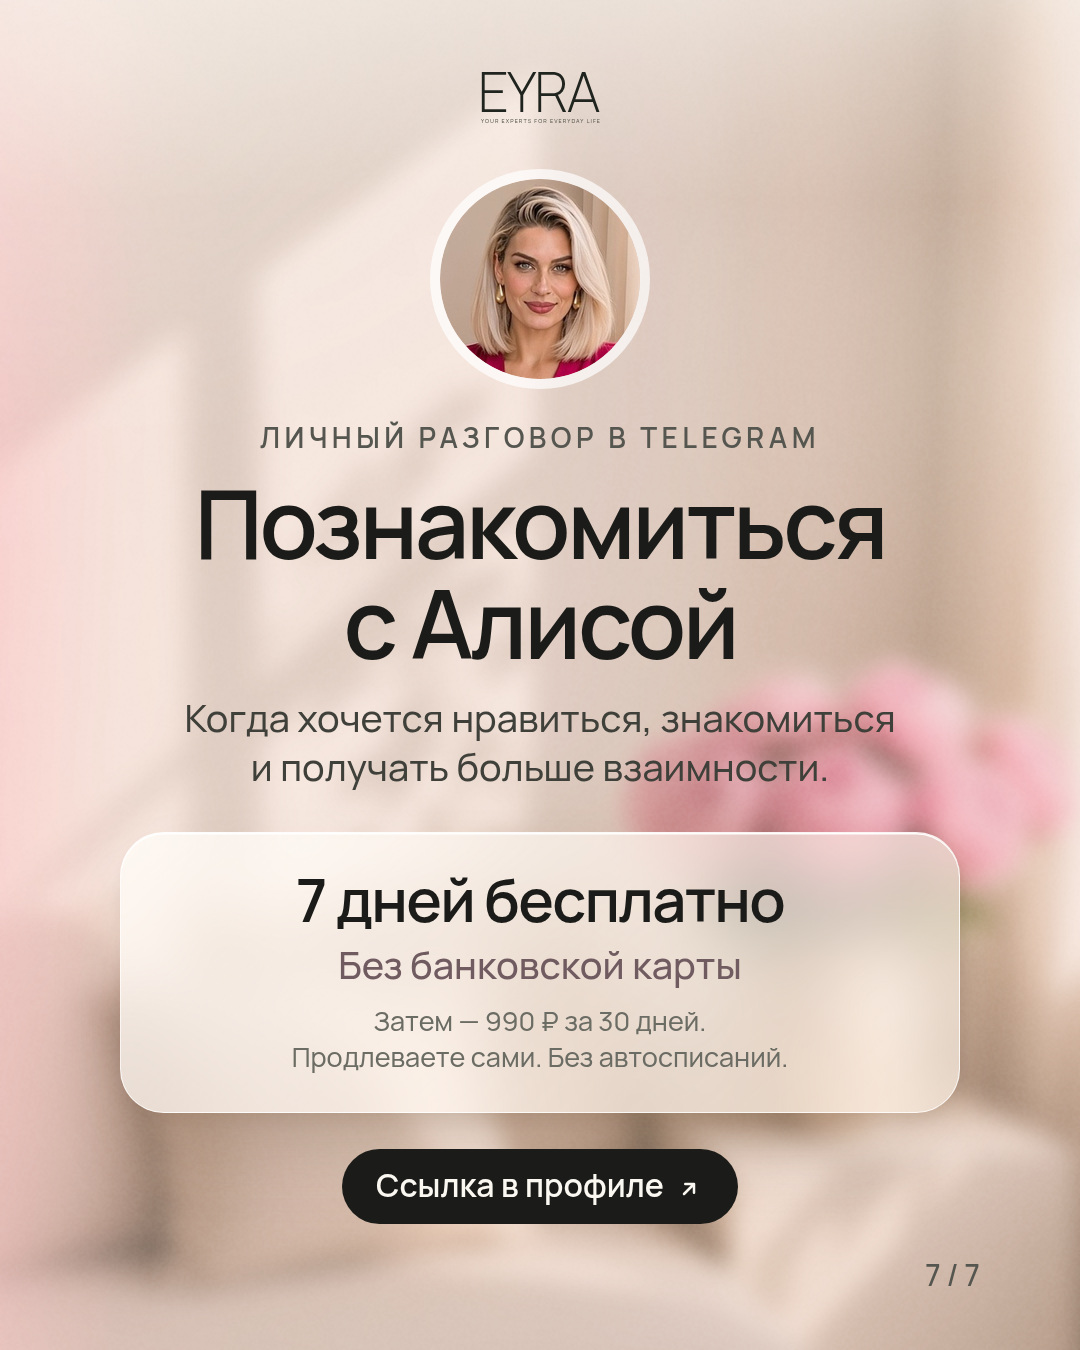 EYRA
YOUR EXPERTS FOR EVERYDAY LIFE
ЛИЧНЫЙ РАЗГОВОР В TELEGRAM
Познакомиться
с Алисой
Когда хочется нравиться, знакомиться
и получать больше взаимности.
7 дней бесплатно
Без банковской карты
Затем — 990 ₽ за 30 дней.
Продлеваете сами. Без автосписаний.
Ссылка в профиле ↗
7 / 7